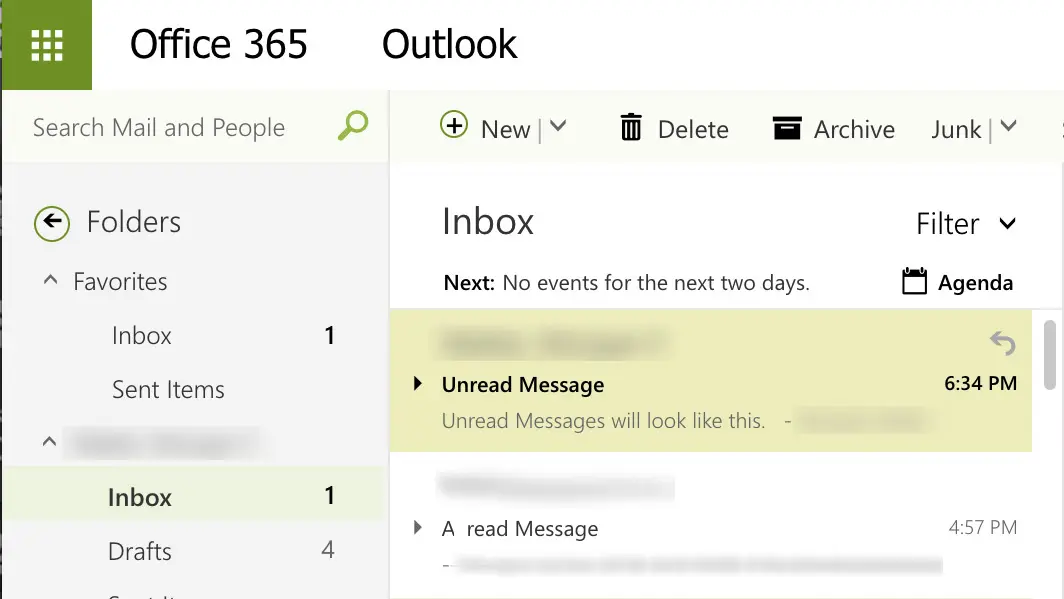 Office 365 Outlook
Search Mail and People
New | Delete Archive Junk |
Folders
Favorites
Inbox 1
Sent Items
Inbox 1
Drafts 4
Inbox Filter
Next: No events for the next two days. Agenda
Unread Message 6:34 PM
Unread Messages will look like this. -
A read Message 4:57 PM
-